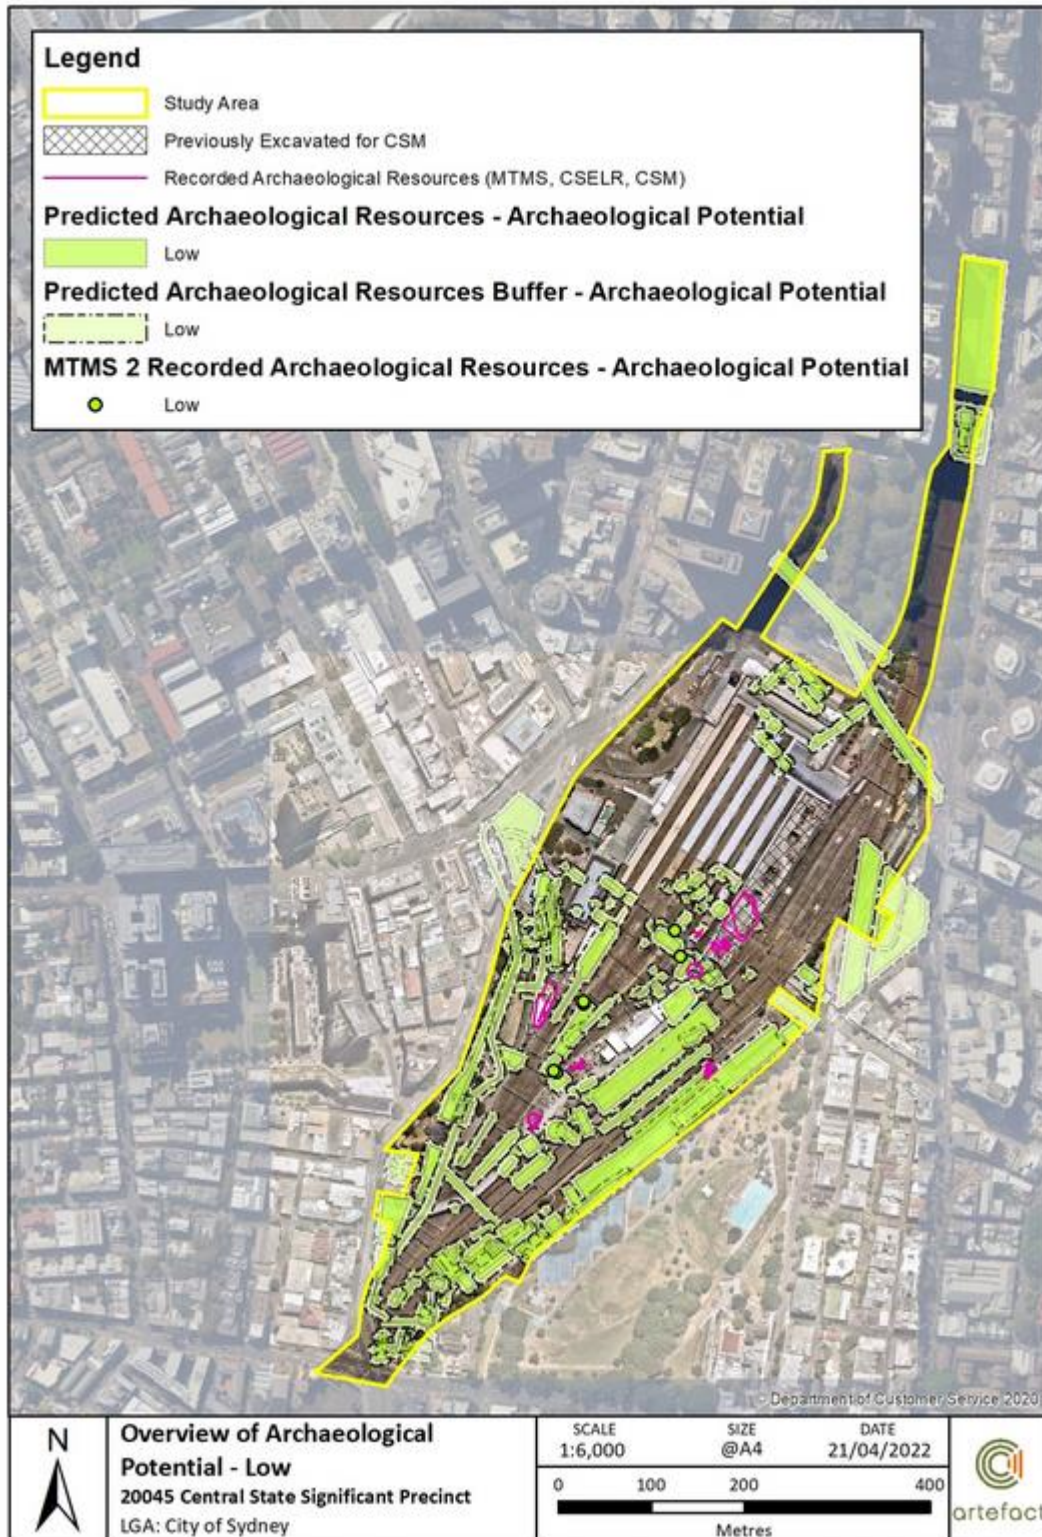 Legend
Study Area
Previously Excavated for CSM
Recorded Archaeological Resources (MTMS, CSELR, CSM)
Predicted Archaeological Resources - Archaeological Potential
Low
Predicted Archaeological Resources Buffer - Archaeological Potential
Low
MTMS 2 Recorded Archaeological Resources - Archaeological Potential
Low
© Department of Customer Service 2020
N
Overview of Archaeological
Potential - Low
20045 Central State Significant Precinct
LGA: City of Sydney
SCALE
1:6,000
SIZE
@A4
DATE
21/04/2022
0 100 200 400
Metres
artefact